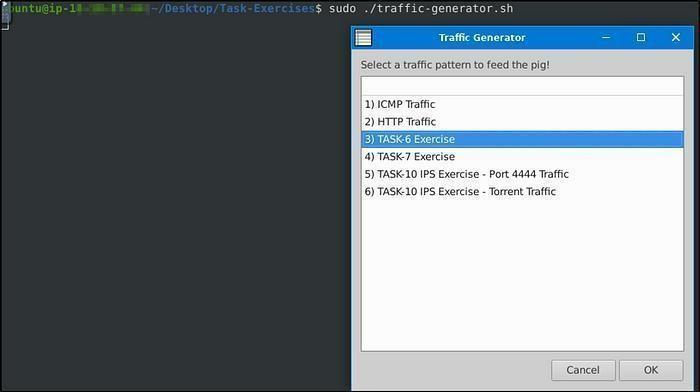 ubuntu@ip-1 ~/Desktop/Task-Exercises$ sudo ./traffic-generator.sh
Traffic Generator
Select a traffic pattern to feed the pig!
1) ICMP Traffic
2) HTTP Traffic
3) TASK-6 Exercise
4) TASK-7 Exercise
5) TASK-10 IPS Exercise - Port 4444 Traffic
6) TASK-10 IPS Exercise - Torrent Traffic
Cancel OK